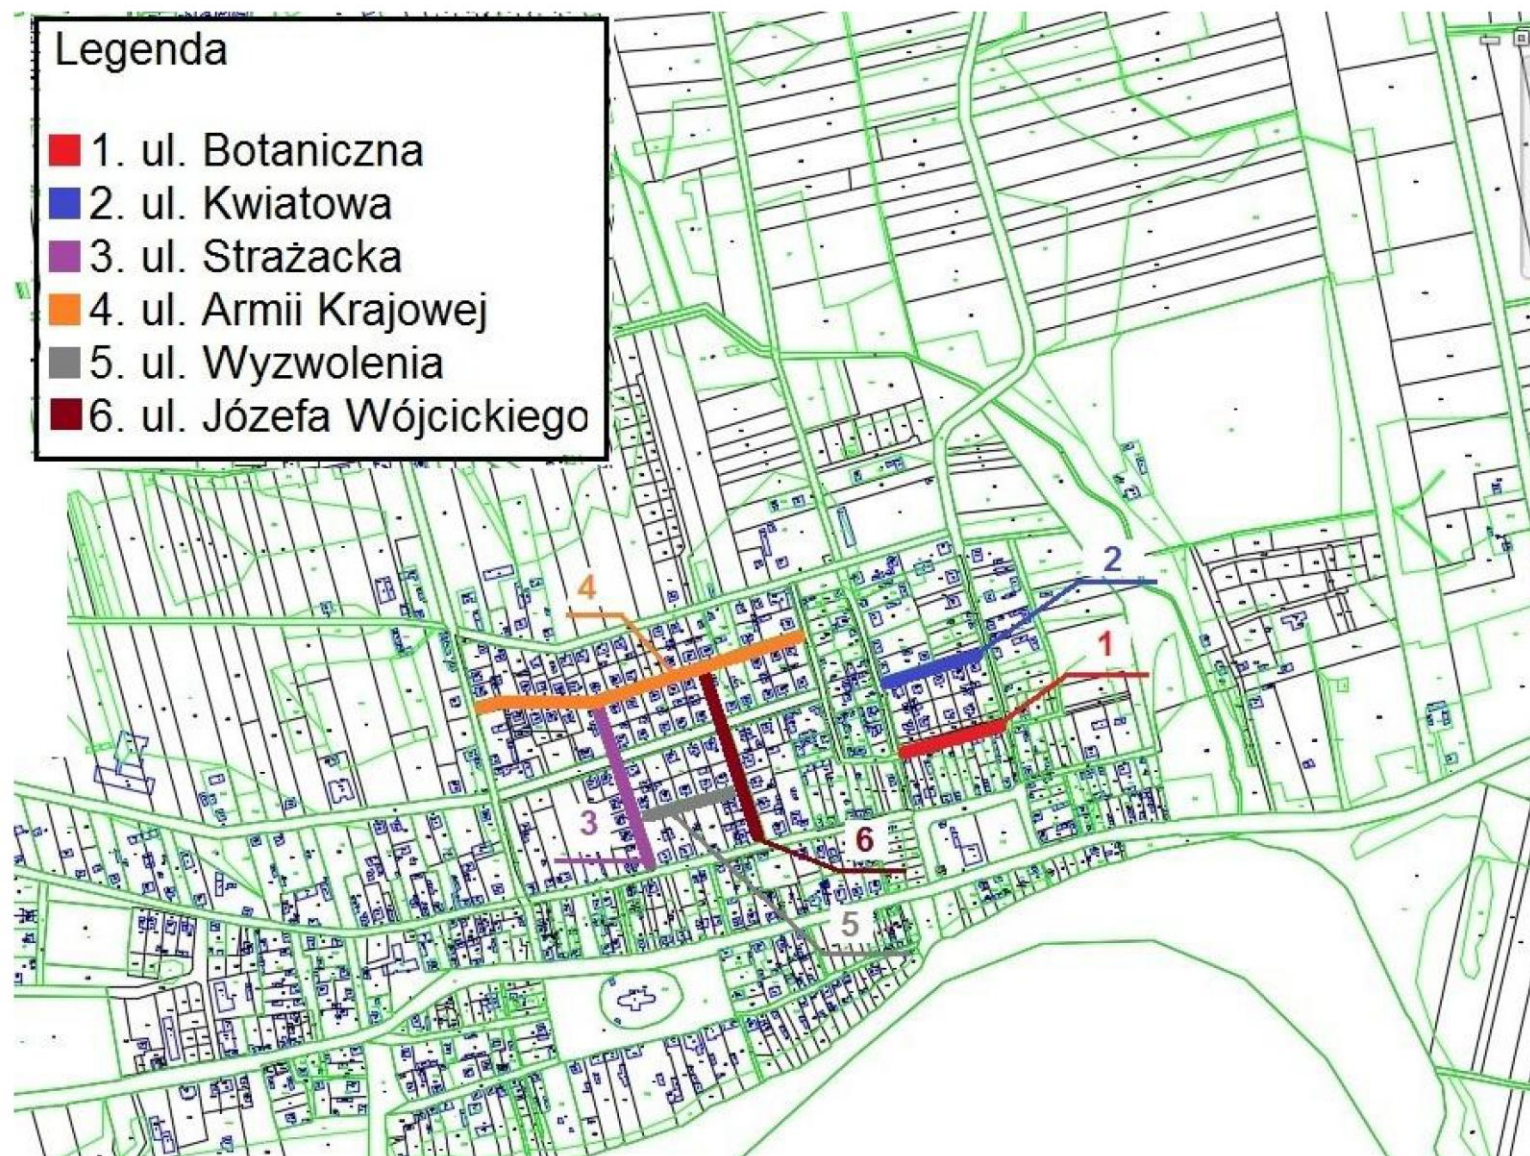 Legenda
1. ul. Botaniczna
2. ul. Kwiatowa
3. ul. Strażacka
4. ul. Armii Krajowej
5. ul. Wyzwolenia
6. ul. Józefa Wójcickiego
2
4
1
3
6
5